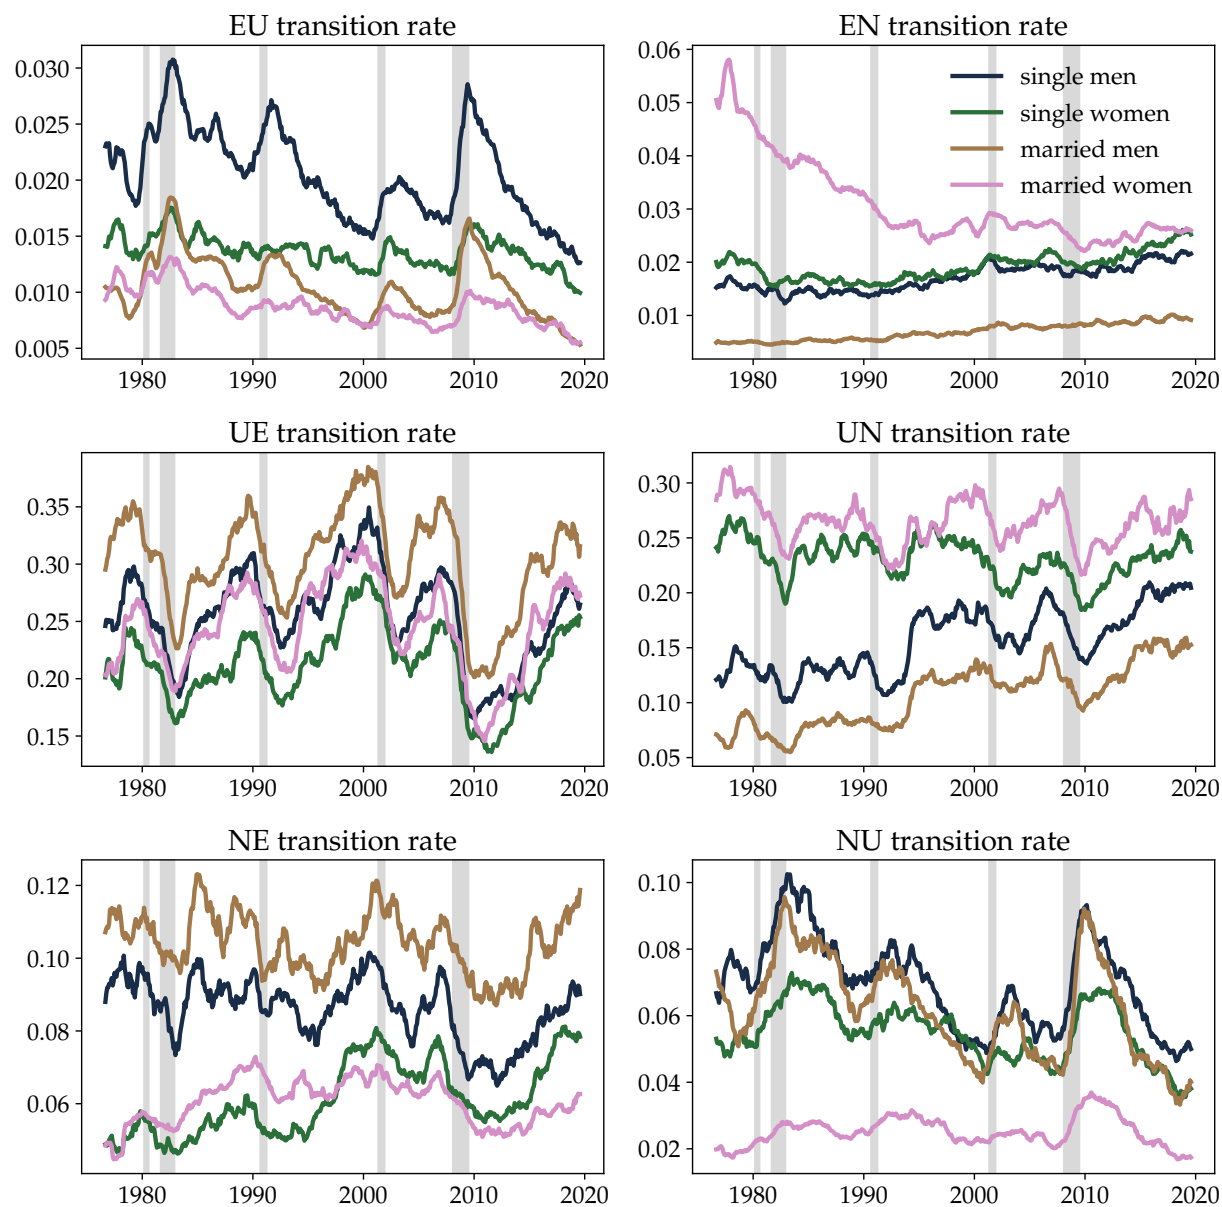 EU transition rate
0.030
0.025
0.020
0.015
0.010
0.005
1980 1990 2000 2010 2020
EN transition rate
0.06
0.05
0.04
0.03
0.02
0.01
single men
single women
married men
married women
1980 1990 2000 2010 2020
UE transition rate
0.35
0.30
0.25
0.20
0.15
1980 1990 2000 2010 2020
UN transition rate
0.30
0.25
0.20
0.15
0.10
0.05
1980 1990 2000 2010 2020
NE transition rate
0.12
0.10
0.08
0.06
1980 1990 2000 2010 2020
NU transition rate
0.10
0.08
0.06
0.04
0.02
1980 1990 2000 2010 2020